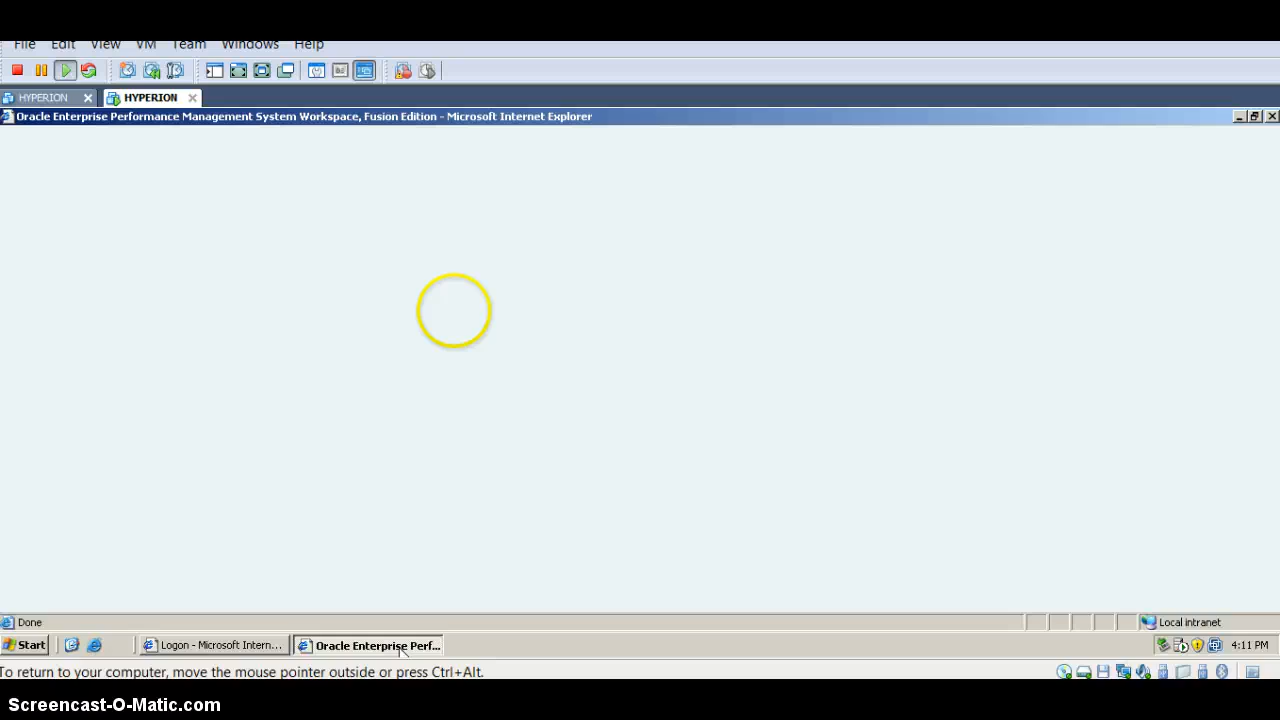 File Edit View VM Team Windows Help
HYPERION HYPERION
Oracle Enterprise Performance Management System Workspace, Fusion Edition - Microsoft Internet Explorer
Done Local intranet
Start Logon - Microsoft Intern... Oracle Enterprise Perf... 4:11 PM
To return to your computer, move the mouse pointer outside or press Ctrl+Alt.
Screencast-O-Matic.com